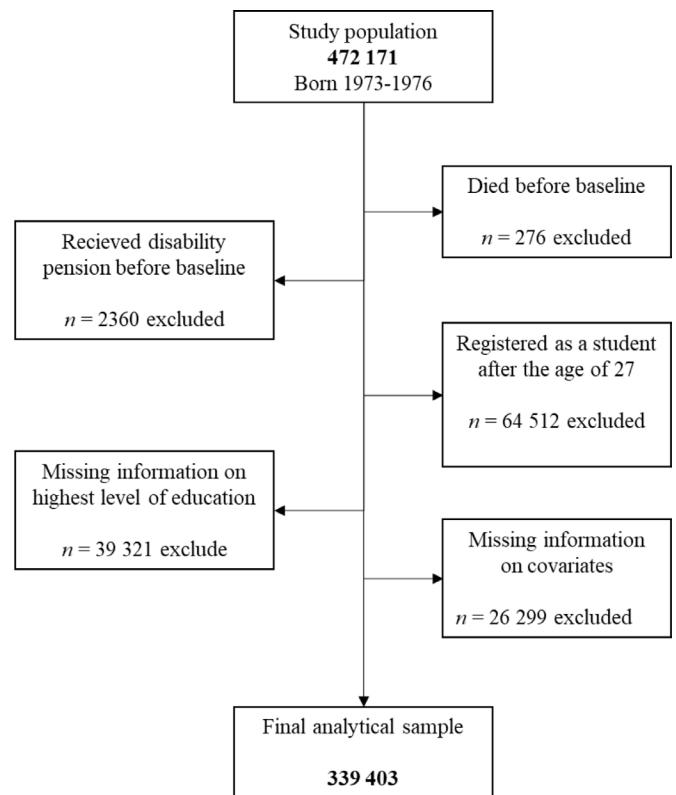 Study population
472 171
Born 1973-1976
Died before baseline
n = 276 excluded
Recieved disability
pension before baseline
n = 2360 excluded
Registered as a student
after the age of 27
n = 64 512 excluded
Missing information on
highest level of education
n = 39 321 exclude
Missing information
on covariates
n = 26 299 excluded
Final analytical sample
339 403